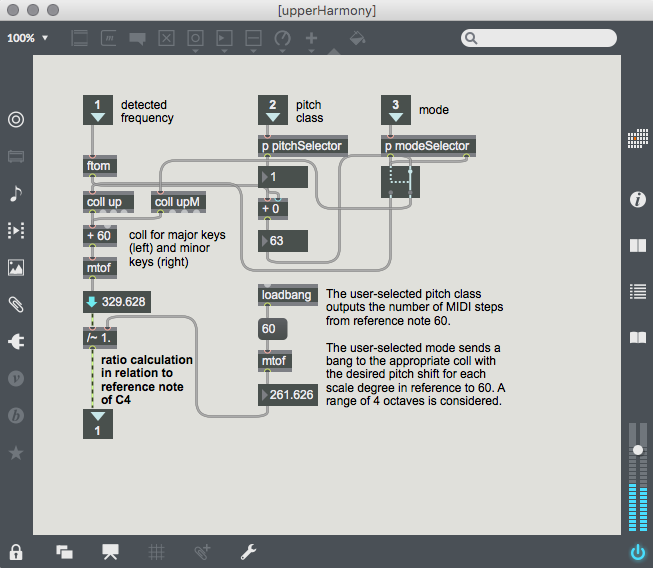 [upperHarmony]
100%
1
detected
frequency
2
pitch
class
3
mode
p pitchSelector
p modeSelector
ftom
1
coll up
coll upM
+ 0
+ 60
coll for major keys
(left) and minor
keys (right)
63
mtof
329.628
loadbang
The user-selected pitch class
outputs the number of MIDI steps
from reference note 60.
/~ 1.
60
ratio calculation
in relation to
reference note
of C4
mtof
The user-selected mode sends a
bang to the appropriate coll with
the desired pitch shift for each
scale degree in reference to 60. A
range of 4 octaves is considered.
261.626
1